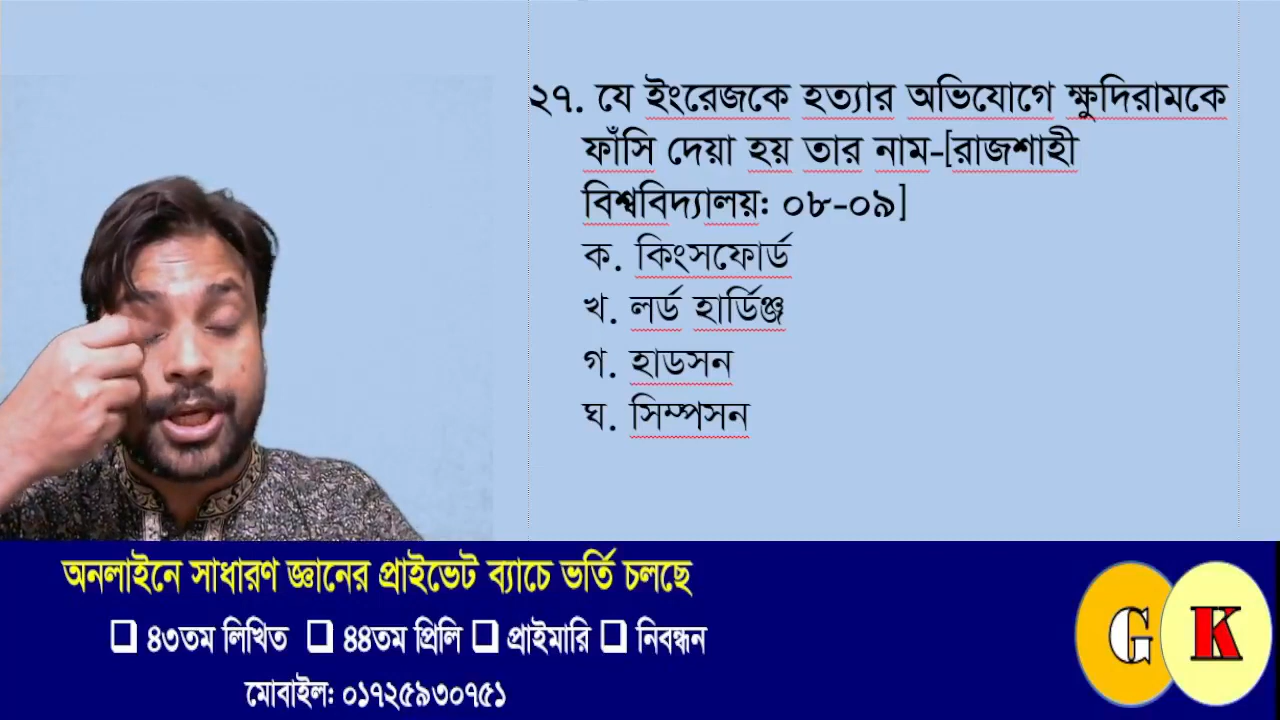 ২৭. যে ইংরেজকে হত্যার অভিযোগে ক্ষুদিরামকে
ফাঁসি দেয়া হয় তার নাম-[রাজশাহী
বিশ্ববিদ্যালয়: ০৮-০৯]
ক. কিংসফোর্ড
খ. লর্ড হার্ডিঞ্জ
গ. হাডসন
ঘ. সিম্পসন
অনলাইনে সাধারণ জ্ঞানের প্রাইভেট ব্যাচে ভর্তি চলছে
❑ ৪৩তম লিখিত ❑ ৪৪তম প্রিলি ❑ প্রাইমারি ❑ নিবন্ধন
মোবাইল: ০১৭২৫৯৩০৭৫১
G K